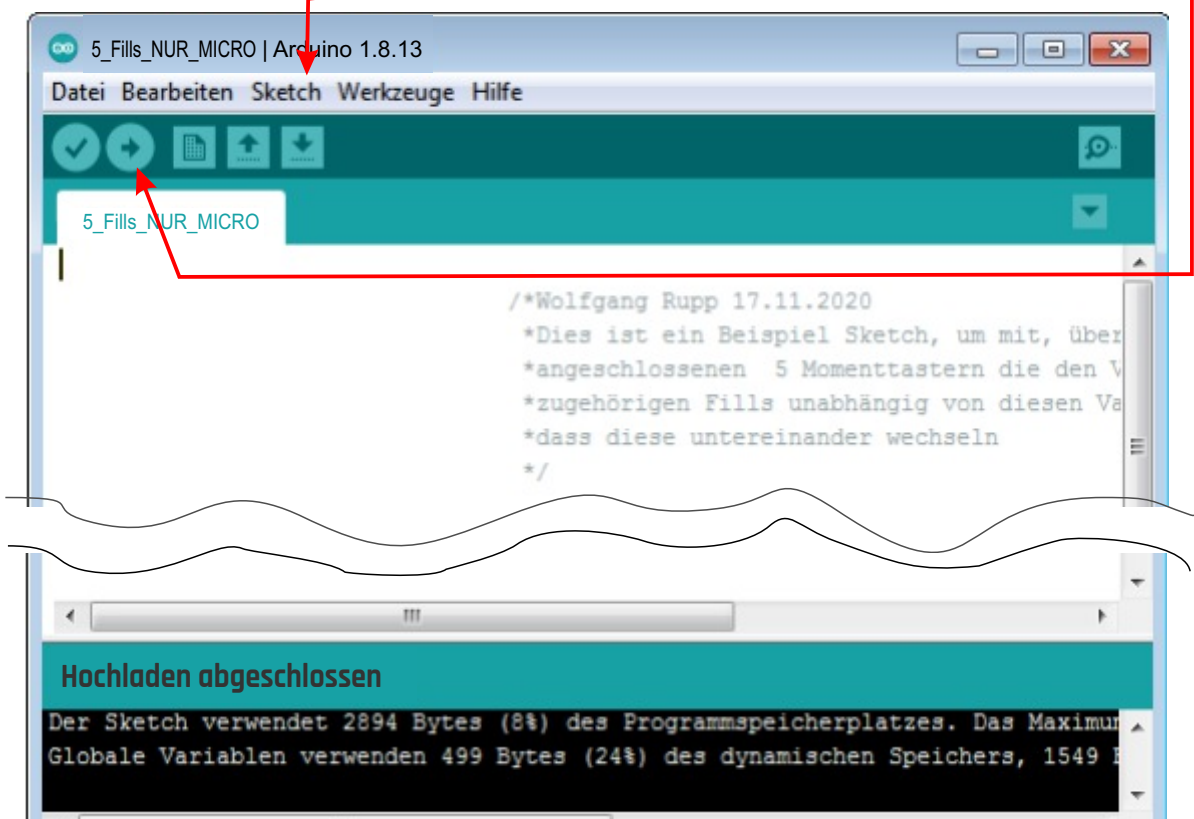 5_Fills_NUR_MICRO | Arduino 1.8.13
Datei Bearbeiten Sketch Werkzeuge Hilfe
5_Fills_NUR_MICRO
/*Wolfgang Rupp 17.11.2020
*Dies ist ein Beispiel Sketch, um mit, über
*angeschlossenen 5 Momenttastern die den V
*zugehörigen Fills unabhängig von diesen Va
*dass diese untereinander wechseln
*/
Hochladen abgeschlossen
Der Sketch verwendet 2894 Bytes (8%) des Programmspeicherplatzes. Das Maximum
Globale Variablen verwenden 499 Bytes (24%) des dynamischen Speichers, 1549